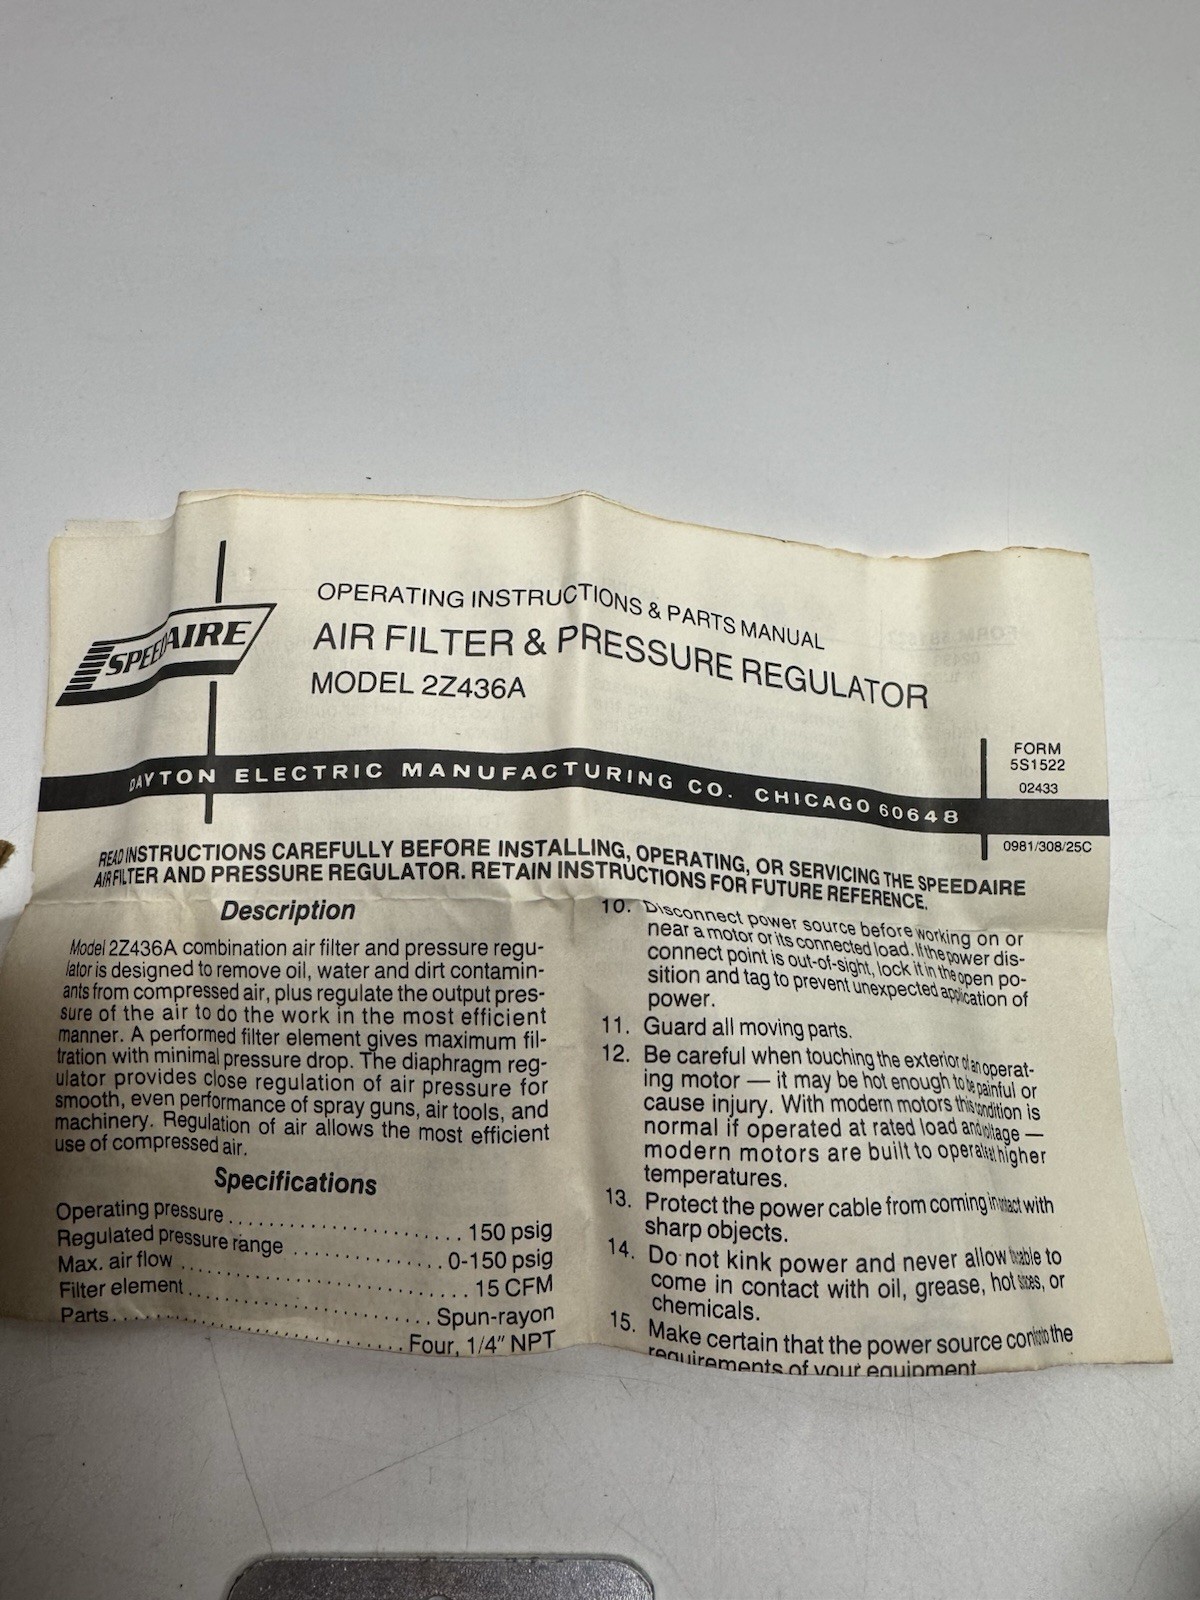 SPEEDAIRE
OPERATING INSTRUCTIONS & PARTS MANUAL
AIR FILTER & PRESSURE REGULATOR
MODEL 2Z436A
FORM
5S1522
02433
DAYTON ELECTRIC MANUFACTURING CO. CHICAGO 60648
0981/308/25C
READ INSTRUCTIONS CAREFULLY BEFORE INSTALLING, OPERATING, OR SERVICING THE SPEEDAIRE
AIR FILTER AND PRESSURE REGULATOR. RETAIN INSTRUCTIONS FOR FUTURE REFERENCE.
Description
Model 2Z436A combination air filter and pressure regu-
lator is designed to remove oil, water and dirt contamin-
ants from compressed air, plus regulate the output pres-
sure of the air to do the work in the most efficient
manner. A performed filter element gives maximum fil-
tration with minimal pressure drop. The diaphragm reg-
ulator provides close regulation of air pressure for
smooth, even performance of spray guns, air tools, and
machinery. Regulation of air allows the most efficient
use of compressed air.
Specifications
Operating pressure . . . . . . . . . . . . . . . . . . . . . . 150 psig
Regulated pressure range . . . . . . . . . . . . . . . 0-150 psig
Max. air flow . . . . . . . . . . . . . . . . . . . . . . . . . . . 15 CFM
Filter element . . . . . . . . . . . . . . . . . . . . . . . Spun-rayon
Parts . . . . . . . . . . . . . . . . . . . . . . . . . . . Four, 1/4" NPT
10. Disconnect power source before working on or
near a motor or its connected load. If the power dis-
connect point is out-of-sight, lock it in the open po-
sition and tag to prevent unexpected application of
power.
11. Guard all moving parts.
12. Be careful when touching the exterior of an operat-
ing motor — it may be hot enough to be painful or
cause injury. With modern motors this condition is
normal if operated at rated load and voltage —
modern motors are built to operate at higher
temperatures.
13. Protect the power cable from coming in contact with
sharp objects.
14. Do not kink power and never allow cable to
come in contact with oil, grease, hot or
chemicals.
15. Make certain that the power source the
requirements of your equipment